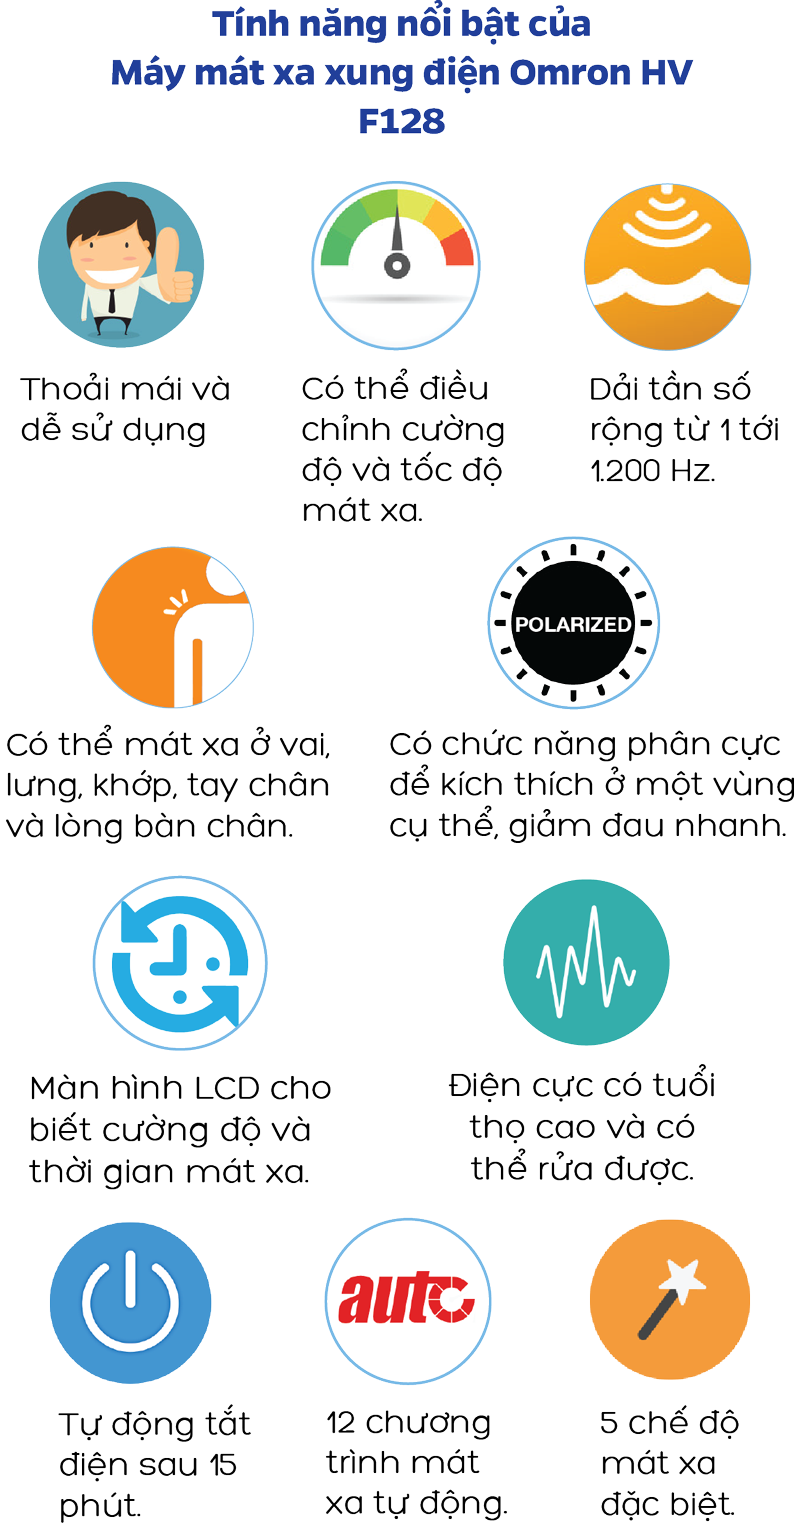 Tính năng nổi bật của
Máy mát xa xung điện Omron HV
F128
Thoải mái và
dễ sử dụng
Có thể điều
chỉnh cường
độ và tốc độ
mát xa.
Dải tần số
rộng từ 1 tới
1.200 Hz.
POLARIZED
Có thể mát xa ở vai,
lưng, khớp, tay chân
và lòng bàn chân.
Có chức năng phân cực
để kích thích ở một vùng
cụ thể, giảm đau nhanh.
Màn hình LCD cho
biết cường độ và
thời gian mát xa.
Điện cực có tuổi
thọ cao và có
thể rửa được.
auto
Tự động tắt
điện sau 15
phút.
12 chương
trình mát
xa tự động.
5 chế độ
mát xa
đặc biệt.